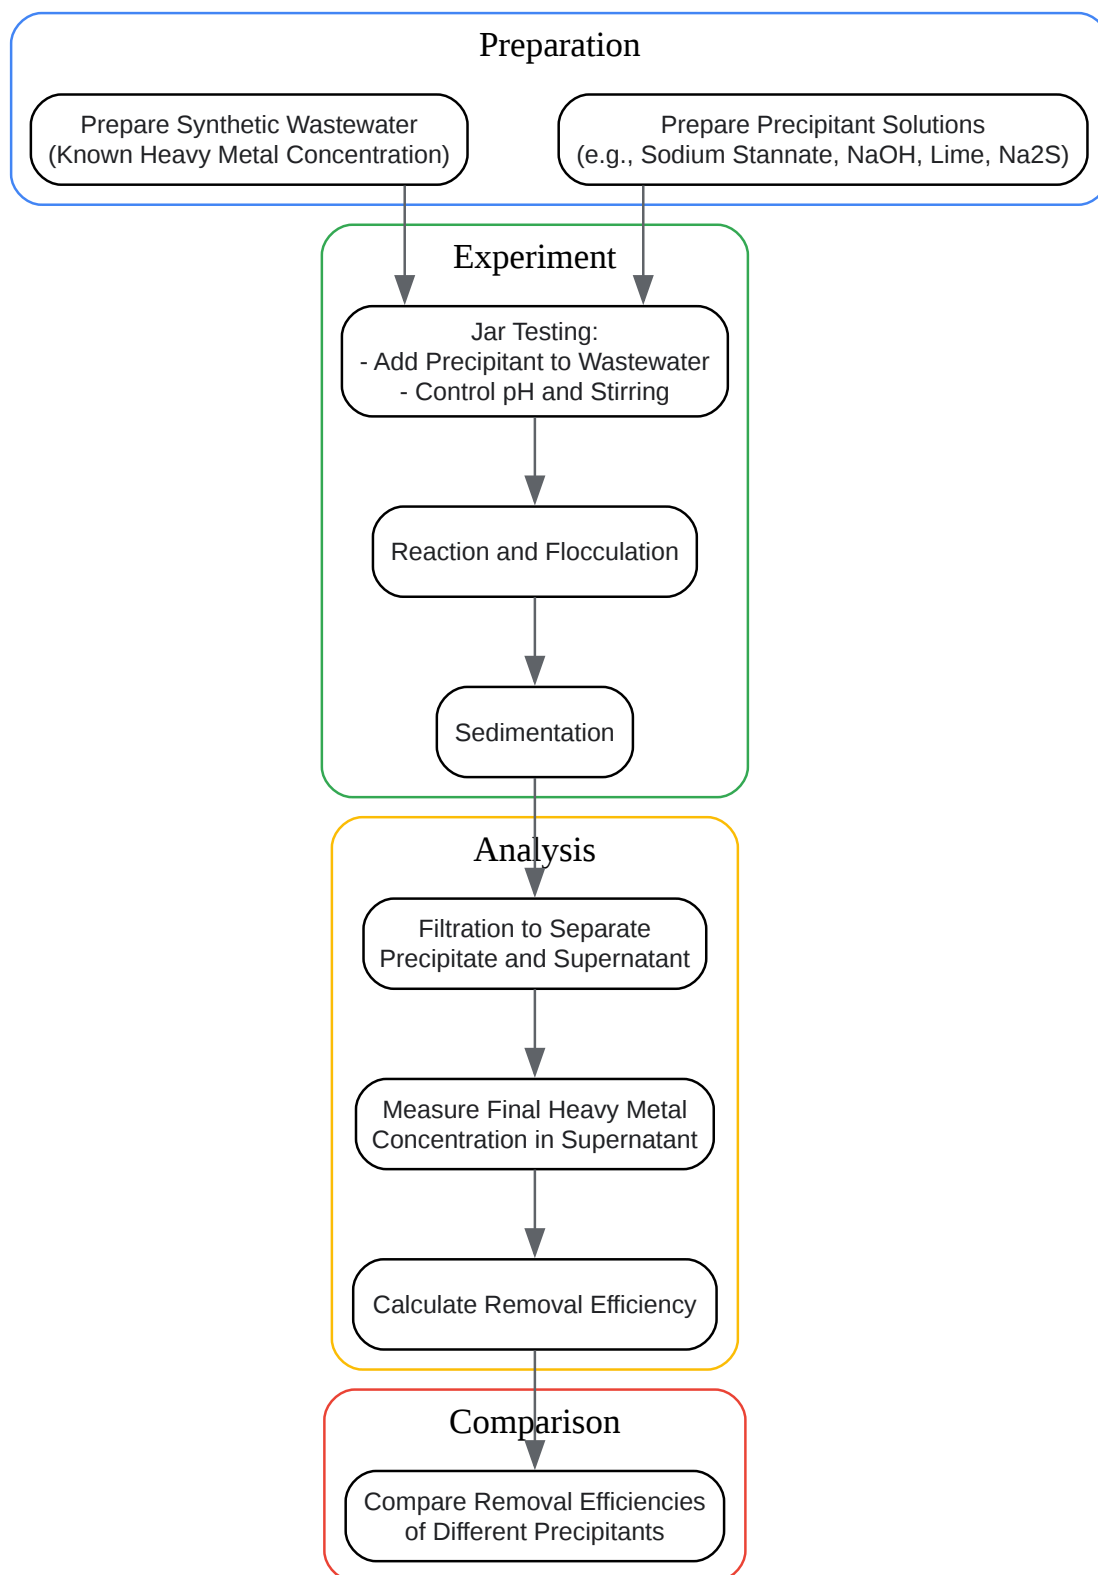 Preparation
Prepare Synthetic Wastewater
(Known Heavy Metal Concentration)
Prepare Precipitant Solutions
(e.g., Sodium Stannate, NaOH, Lime, Na2S)
Experiment
Jar Testing:
- Add Precipitant to Wastewater
- Control pH and Stirring
Reaction and Flocculation
Sedimentation
Analysis
Filtration to Separate
Precipitate and Supernatant
Measure Final Heavy Metal
Concentration in Supernatant
Calculate Removal Efficiency
Comparison
Compare Removal Efficiencies
of Different Precipitants